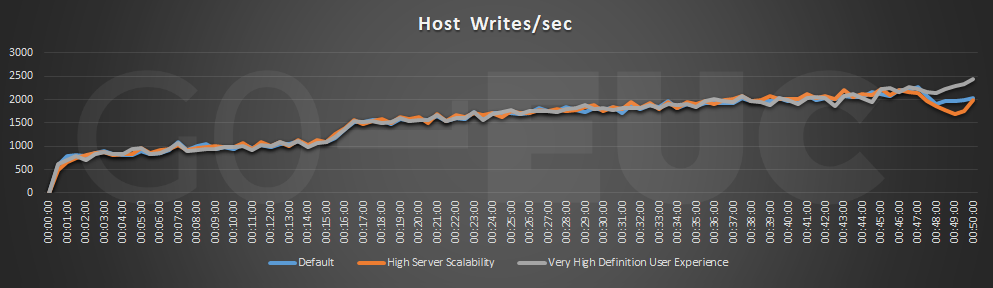 Host Writes/sec
3000
2500
2000
1500
1000
500
0
GO-EUC
00:00:00 00:01:00 00:02:00 00:03:00 00:04:00 00:05:00 00:06:00 00:07:00 00:08:00 00:09:00 00:10:00 00:11:00 00:12:00 00:13:00 00:14:00 00:15:00 00:16:00 00:17:00 00:18:00 00:19:00 00:20:00 00:21:00 00:22:00 00:23:00 00:24:00 00:25:00 00:26:00 00:27:00 00:28:00 00:29:00 00:30:00 00:31:00 00:32:00 00:33:00 00:34:00 00:35:00 00:36:00 00:37:00 00:38:00 00:39:00 00:40:00 00:41:00 00:42:00 00:43:00 00:44:00 00:45:00 00:46:00 00:47:00 00:48:00 00:49:00 00:50:00
Default High Server Scalability Very High Definition User Experience